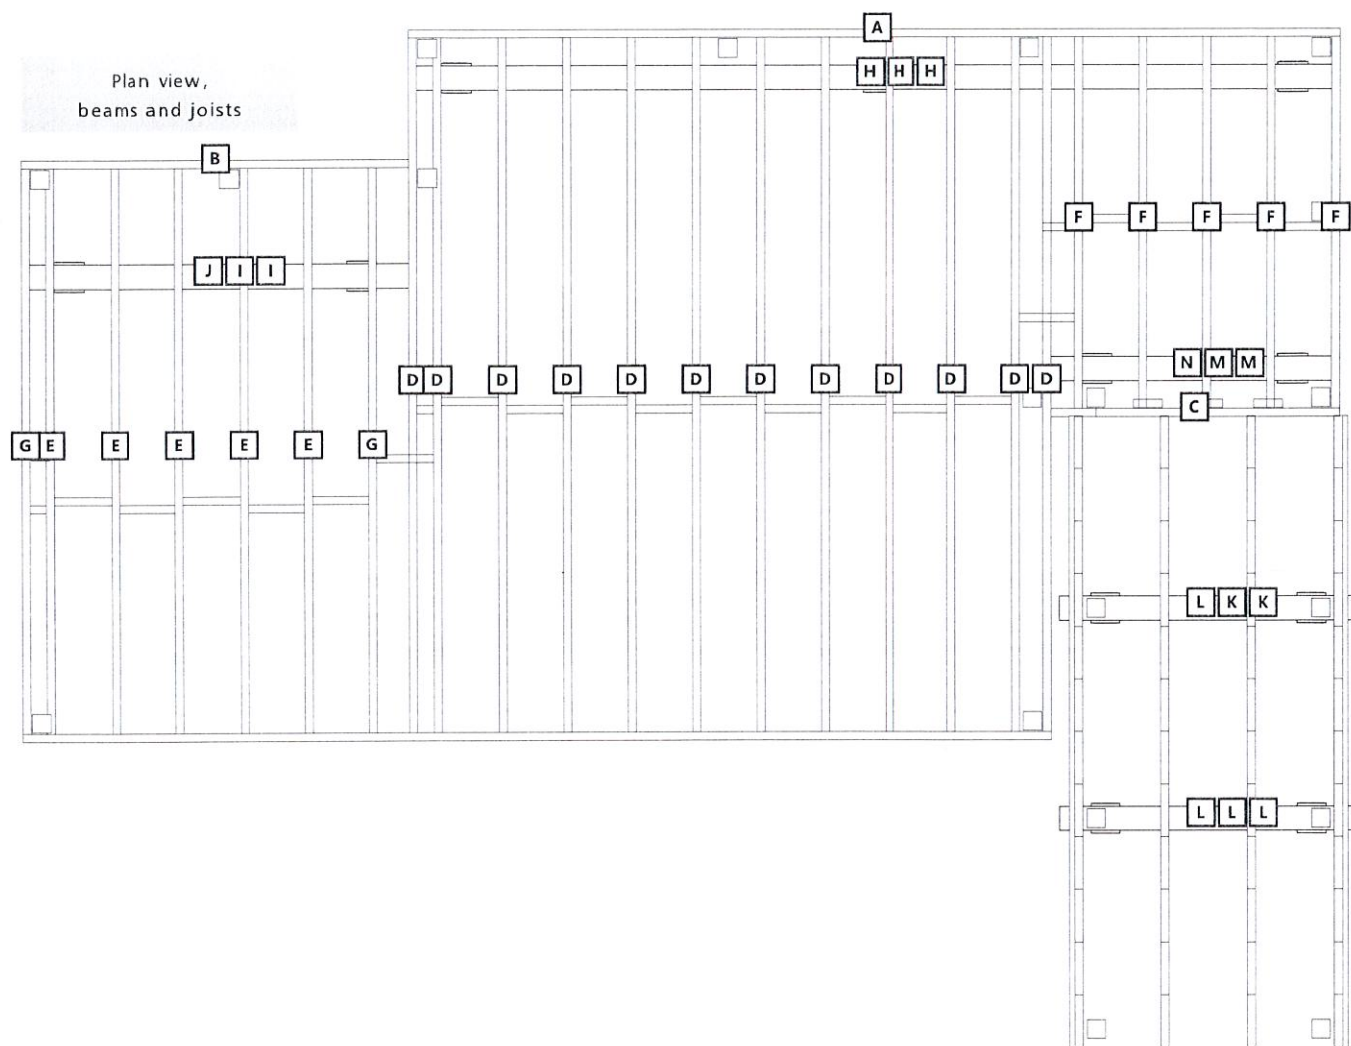 A
H H H
Plan view,
beams and joists
B
F F F F F
J I I
N M M
D D D D D D D D D D D D
C
G E E E E E G
L K K
L L L